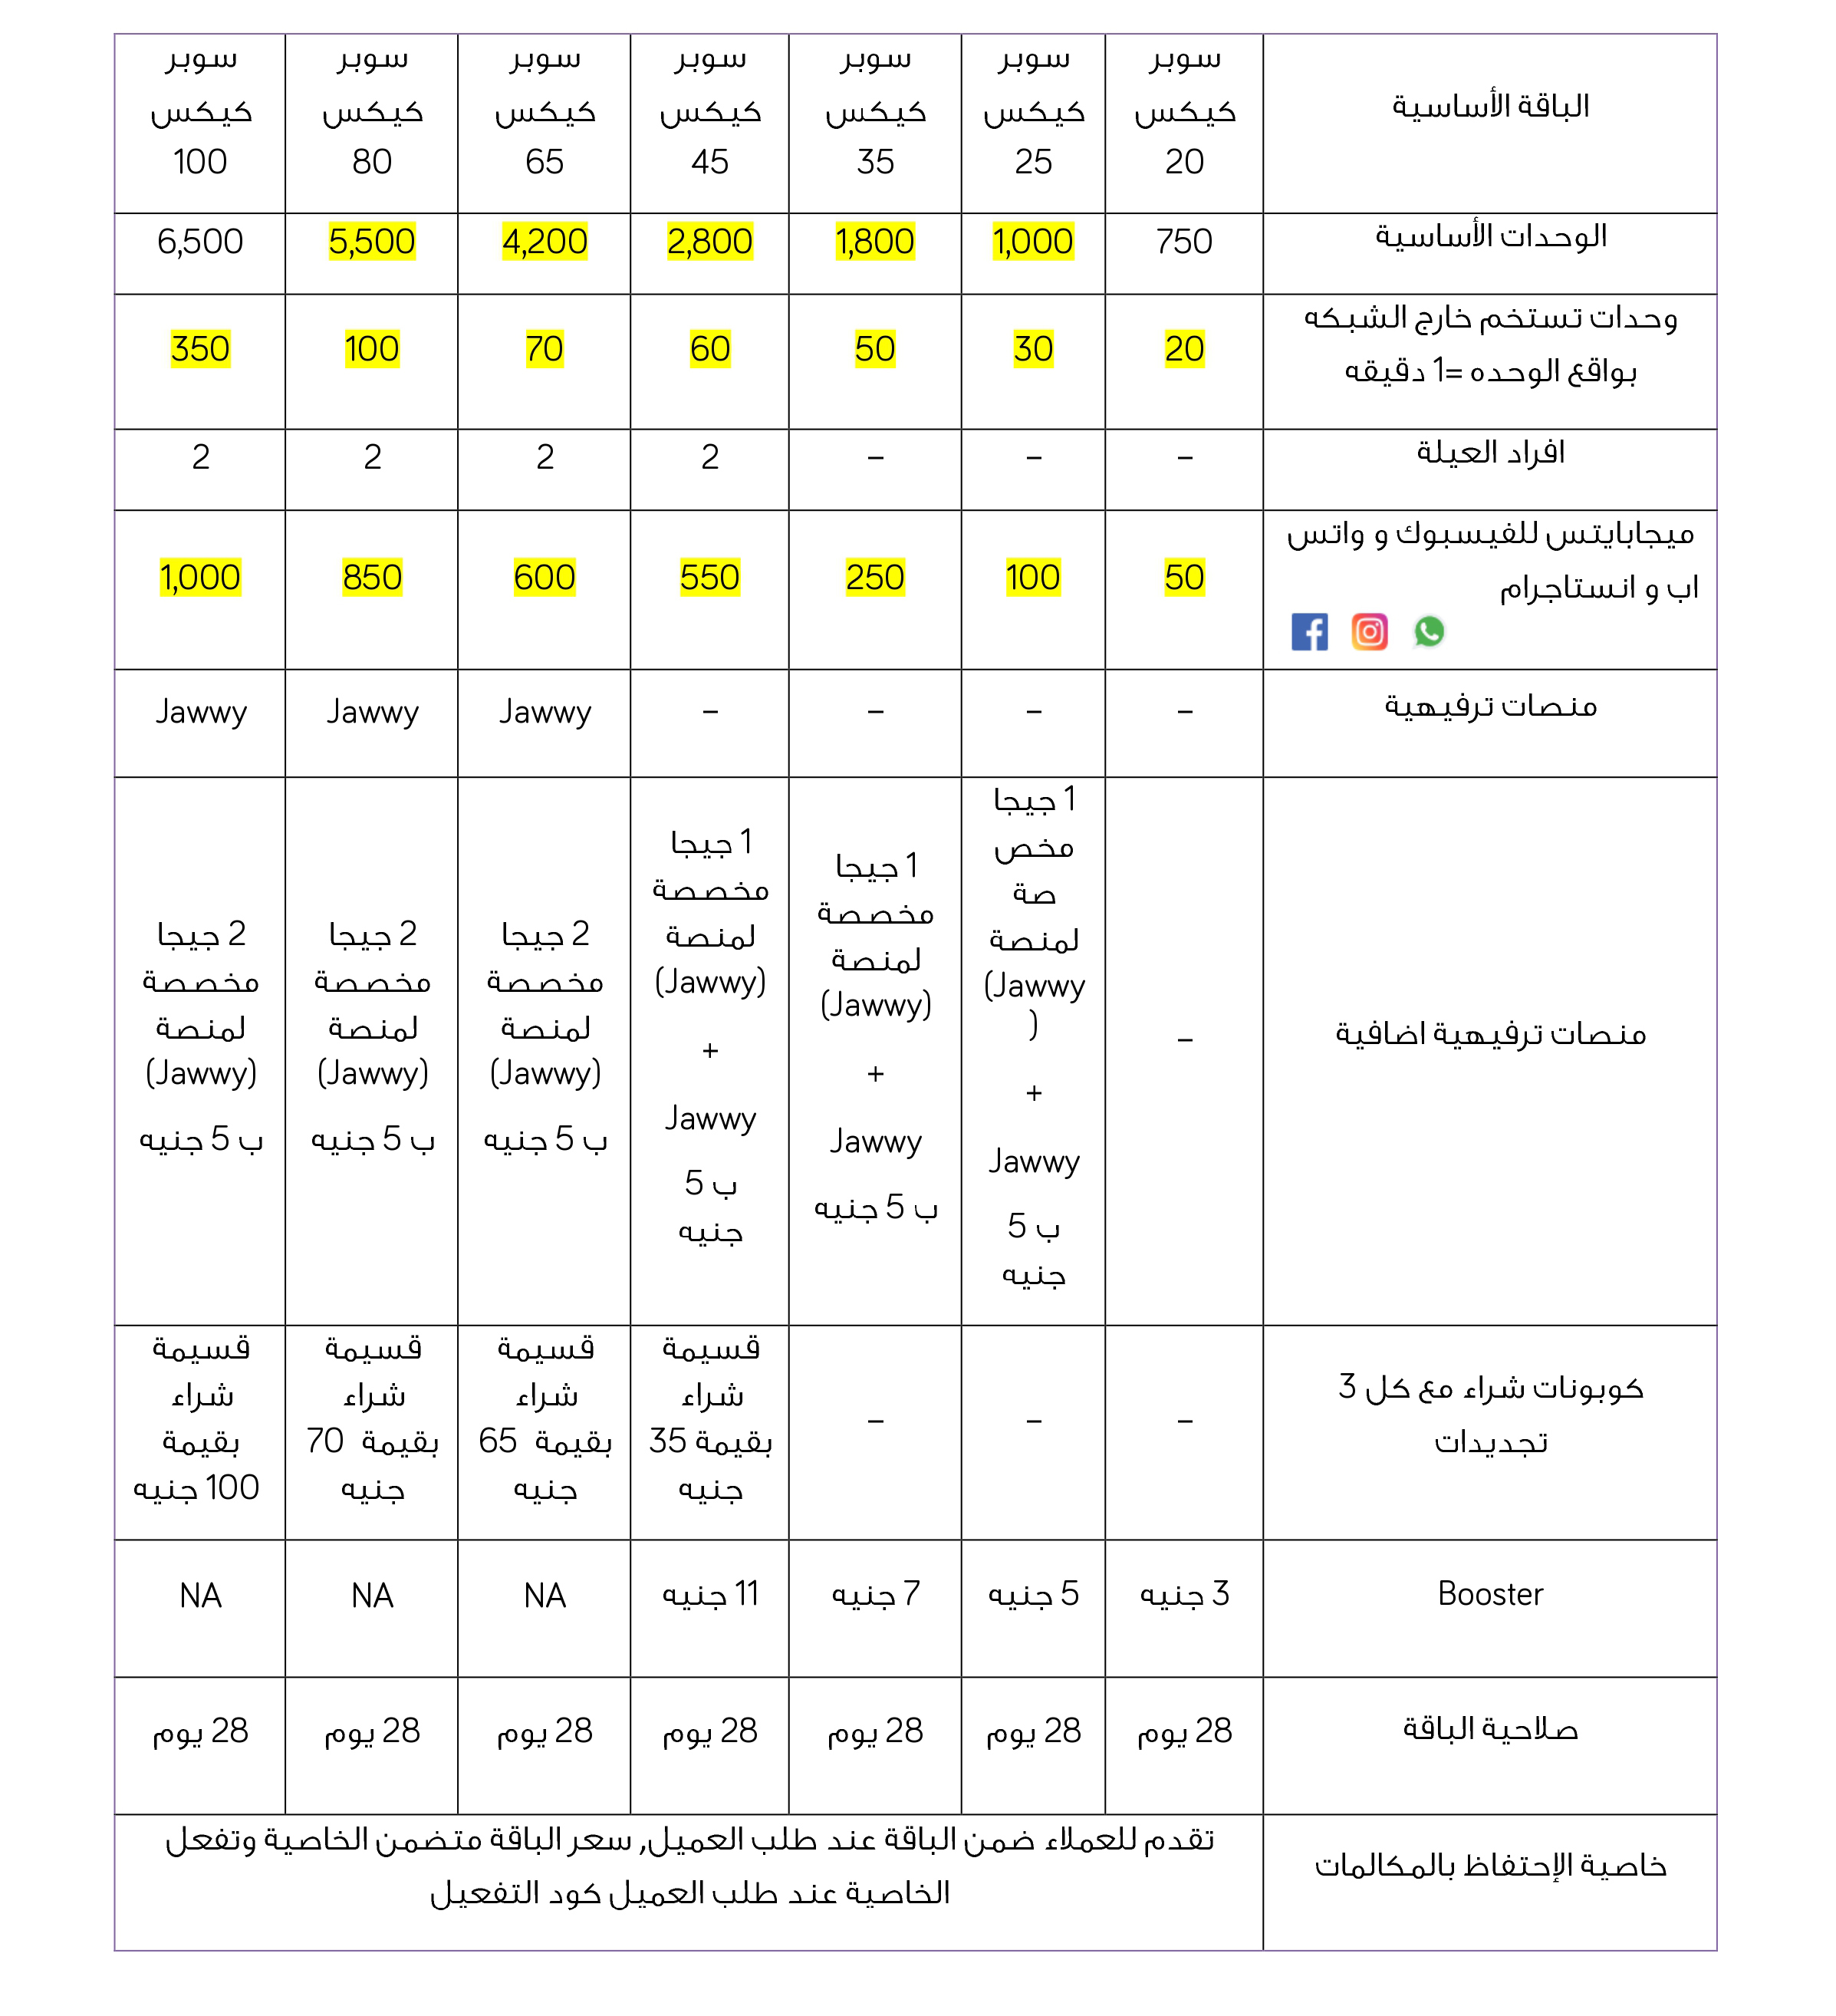 الباقة الأساسية
سوبر
كيكس
20
سوبر
كيكس
25
سوبر
كيكس
35
سوبر
كيكس
45
سوبر
كيكس
65
سوبر
كيكس
80
سوبر
كيكس
100
الوحدات الأساسية
750
1,000
1,800
2,800
4,200
5,500
6,500
وحدات تستخم خارج الشبكه
بواقع الوحده =1 دقيقه
20
30
50
60
70
100
350
افراد العيلة
–
–
–
2
2
2
2
ميجابايتس للفيسبوك و واتس
اب و انستاجرام
50
100
250
550
600
850
1,000
منصات ترفيهية
–
–
–
–
Jawwy
Jawwy
Jawwy
منصات ترفيهية اضافية
–
1 جيجا
مخص
صة
لمنصة
(Jawwy
)
+
Jawwy
ب 5
جنيه
1 جيجا
مخصصة
لمنصة
(Jawwy)
+
Jawwy
ب 5 جنيه
1 جيجا
مخصصة
لمنصة
(Jawwy)
+
Jawwy
ب 5
جنيه
2 جيجا
مخصصة
لمنصة
(Jawwy)
ب 5 جنيه
2 جيجا
مخصصة
لمنصة
(Jawwy)
ب 5 جنيه
2 جيجا
مخصصة
لمنصة
(Jawwy)
ب 5 جنيه
كوبونات شراء مع كل 3
تجديدات
–
–
–
قسيمة
شراء
بقيمة 35
جنيه
قسيمة
شراء
بقيمة 65
جنيه
قسيمة
شراء
بقيمة 70
جنيه
قسيمة
شراء
بقيمة
100 جنيه
Booster
3 جنيه
5 جنيه
7 جنيه
11 جنيه
NA
NA
NA
صلاحية الباقة
28 يوم
28 يوم
28 يوم
28 يوم
28 يوم
28 يوم
28 يوم
خاصية الإحتفاظ بالمكالمات
تقدم للعملاء ضمن الباقة عند طلب العميل, سعر الباقة متضمن الخاصية وتفعل
الخاصية عند طلب العميل كود التفعيل